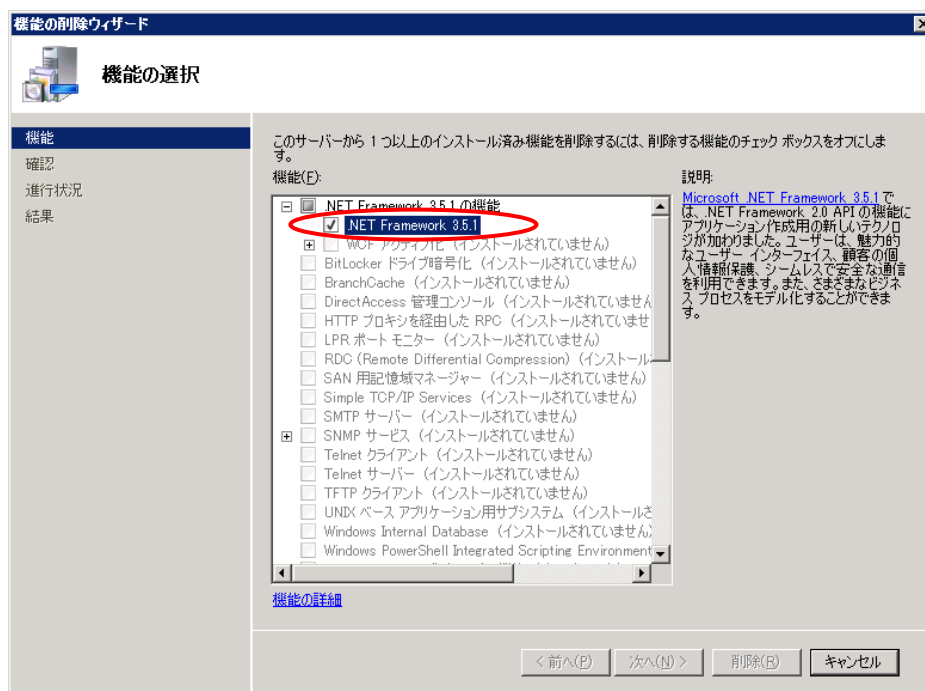 機能の削除ウィザード
機能の選択
機能
確認
進行状況
結果
このサーバーから 1 つ以上のインストール済み機能を削除するには、削除する機能のチェック ボックスをオフにしま
す。
機能(F):
.NET Framework 3.5.1 の機能
.NET Framework 3.5.1
WCF アクティブ化 (インストールされていません)
BitLocker ドライブ暗号化 (インストールされていません)
BranchCache (インストールされていません)
DirectAccess 管理コンソール (インストールされていません
HTTP プロキシを経由した RPC (インストールされていませ
LPR ポート モニター (インストールされていません)
RDC (Remote Differential Compression) (インストール
SAN 用記憶域マネージャー (インストールされていません)
Simple TCP/IP Services (インストールされていません)
SMTP サーバー (インストールされていません)
SNMP サービス (インストールされていません)
Telnet クライアント (インストールされていません)
Telnet サーバー (インストールされていません)
TFTP クライアント (インストールされていません)
UNIX ベース アプリケーション用サブシステム (インストールさ
Windows Internal Database (インストールされていません)
Windows PowerShell Integrated Scripting Environment
機能の詳細
説明:
Microsoft .NET Framework 3.5.1 で
は、.NET Framework 2.0 API の機能に
アプリケーション作成用の新しいテクノロ
ジが加わりました。ユーザーは、魅力的
なユーザー インターフェイス、顧客の個
人情報保護、シームレスで安全な通信
を利用できます。また、さまざまなビジネ
ス プロセスをモデル化することができま
す。
< 前へ(P)
次へ(N) >
削除(R)
キャンセル